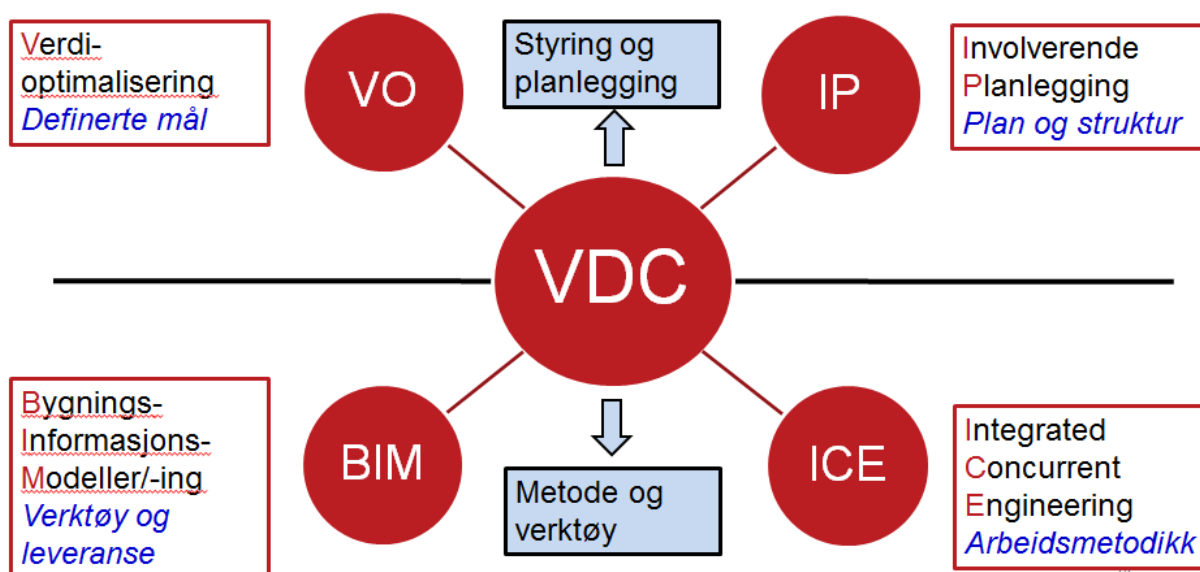 Verdi-
optimalisering
Definerte mål
VO
Styring og
planlegging
IP
Involverende
Planlegging
Plan og struktur
VDC
Bygnings-
Informasjons-
Modeller/-ing
Verktøy og
leveranse
BIM
Metode og
verktøy
ICE
Integrated
Concurrent
Engineering
Arbeidsmetodikk